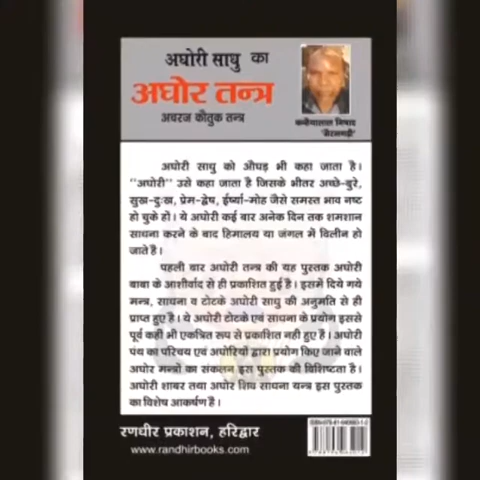 अघोरी साधु का
अघोर तन्त्र
अचरज कौतुक तन्त्र
कन्हैयालाल निषाद
अघोरी साधु को औघड़ भी कहा जाता है।
"अघोरी" उसे कहा जाता है जिसके भीतर अच्छे-बुरे,
सुख-दुःख, प्रेम-द्वेष, ईर्ष्या-मोह जैसे समस्त भाव नष्ट
हो चुके हों। ये अघोरी कई बार अनेक दिन तक शमशान
साधना करने के बाद हिमालय या जंगल में विलीन हो
जाते हैं।
पहली बार अघोरी तन्त्र की यह पुस्तक अघोरी
बाबा के आशीर्वाद से ही प्रकाशित हुई है। इसमें दिये गये
मन्त्र, साधना व टोटके अघोरी साधु की अनुमति से ही
प्राप्त हुए है। ये अघोरी टोटके एवं साधना के प्रयोग इससे
पूर्व कहीं भी एकत्रित रूप से प्रकाशित नही हुए हैं। अघोरी
पंथ का परिचय एवं अघोरियों द्वारा प्रयोग किए जाने वाले
अघोर मन्त्रों का संकलन इस पुस्तक की विशिष्टता है।
अघोरी शाबर तथा अघोर शिव साधना यन्त्र इस पुस्तक
का विशेष आकर्षण है।
रणधीर प्रकाशन, हरिद्वार
www.randhirbooks.com